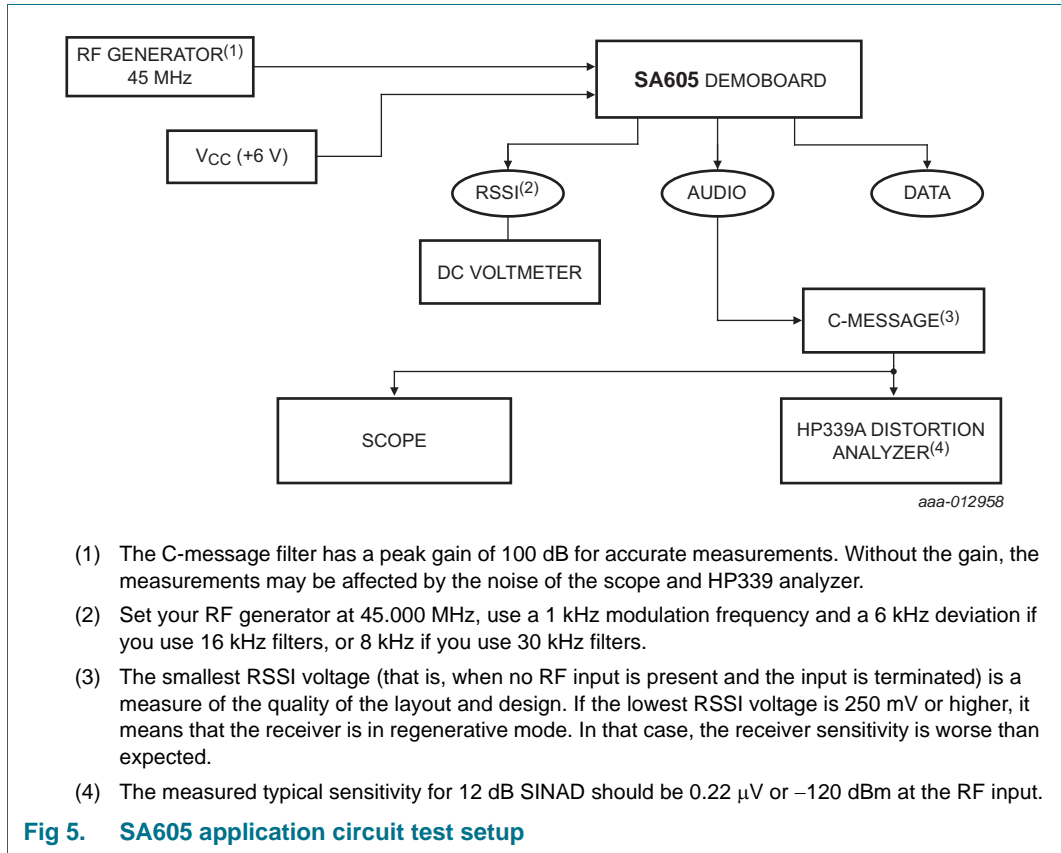 RF GENERATOR(1)
45 MHz
SA605 DEMOBOARD
VCC (+6 V)
RSSI(2)
AUDIO
DATA
DC VOLTMETER
C-MESSAGE(3)
SCOPE
HP339A DISTORTION
ANALYZER(4)
aaa-012958
(1) The C-message filter has a peak gain of 100 dB for accurate measurements. Without the gain, the
measurements may be affected by the noise of the scope and HP339 analyzer.
(2) Set your RF generator at 45.000 MHz, use a 1 kHz modulation frequency and a 6 kHz deviation if
you use 16 kHz filters, or 8 kHz if you use 30 kHz filters.
(3) The smallest RSSI voltage (that is, when no RF input is present and the input is terminated) is a
measure of the quality of the layout and design. If the lowest RSSI voltage is 250 mV or higher, it
means that the receiver is in regenerative mode. In that case, the receiver sensitivity is worse than
expected.
(4) The measured typical sensitivity for 12 dB SINAD should be 0.22 μV or −120 dBm at the RF input.
Fig 5. SA605 application circuit test setup